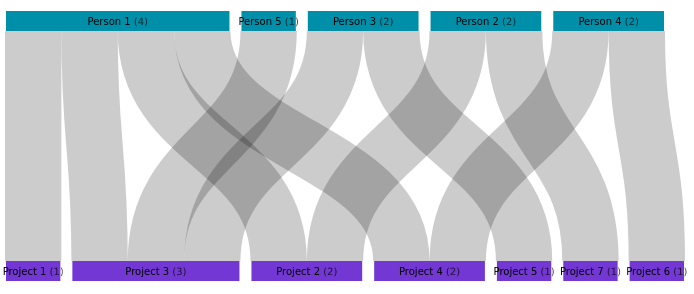 Person 1 (4)
Person 5 (1)
Person 3 (2)
Person 2 (2)
Person 4 (2)
Project 1 (1)
Project 3 (3)
Project 2 (2)
Project 4 (2)
Project 5 (1)
Project 7 (1)
Project 6 (1)